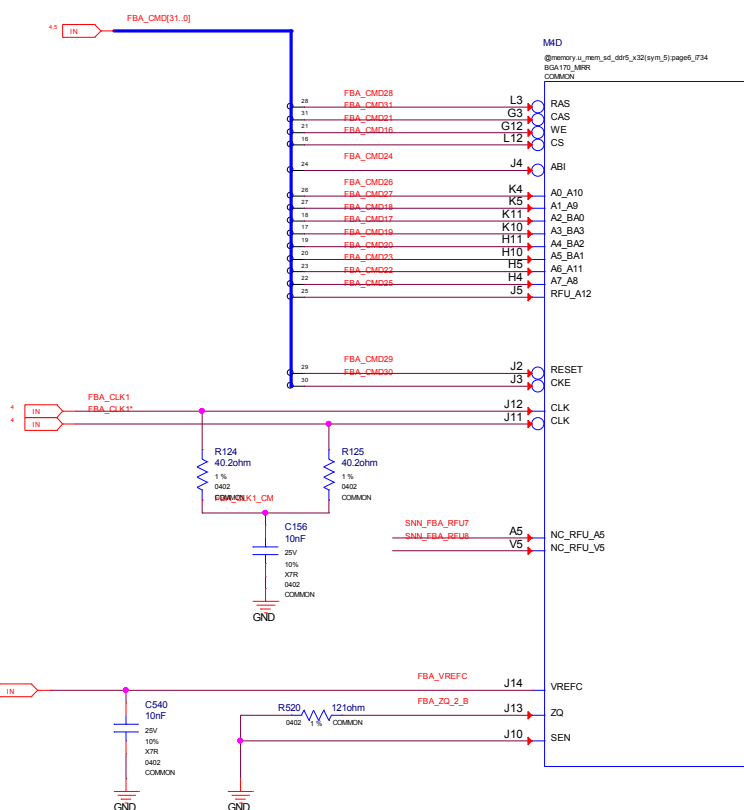 FBA_CMD[31..0]
4,5 IN
M4D
@memory.u_mem_sd_ddr5_x32(sym_5):page6_i734
BGA170_MIRR
COMMON
28 FBA_CMD28 L3 RAS
31 FBA_CMD31 G3 CAS
21 FBA_CMD21 G12 WE
16 FBA_CMD16 L12 CS
24 FBA_CMD24 J4 ABI
26 FBA_CMD26 K4 A0_A10
27 FBA_CMD27 K5 A1_A9
18 FBA_CMD18 K11 A2_BA0
17 FBA_CMD17 K10 A3_BA3
19 FBA_CMD19 H11 A4_BA2
20 FBA_CMD20 H10 A5_BA1
23 FBA_CMD23 H5 A6_A11
22 FBA_CMD22 H4 A7_A8
25 FBA_CMD25 J5 RFU_A12
29 FBA_CMD29 J2 RESET
30 FBA_CMD30 J3 CKE
4 IN FBA_CLK1 J12 CLK
4 IN FBA_CLK1* J11 CLK
R124
40.2ohm
1 %
0402
COMMON
R125
40.2ohm
1 %
0402
COMMON
FBA_CLK1_CM
C156
10nF
25V
10%
X7R
0402
COMMON
GND
SNN_FBA_RFU7 A5 NC_RFU_A5
SNN_FBA_RFU8 V5 NC_RFU_V5
IN FBA_VREFC J14 VREFC
C540
10nF
25V
10%
X7R
0402
COMMON
GND
R520 121ohm
0402 1 % COMMON
FBA_ZQ_2_B J13 ZQ
J10 SEN
GND